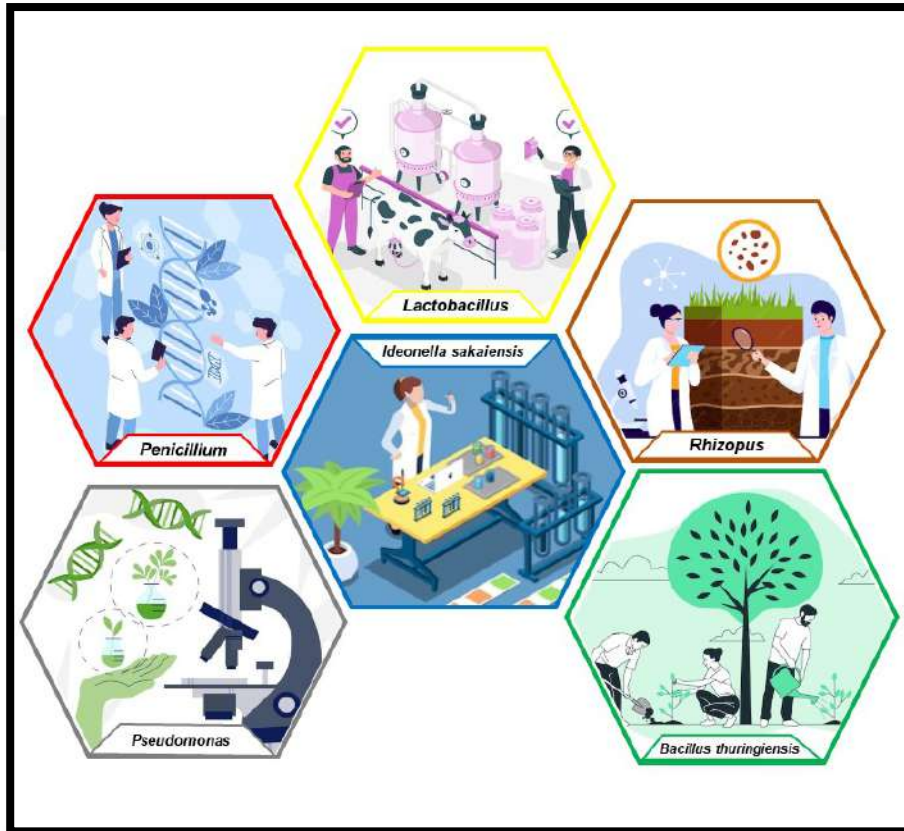 Lactobacillus
Penicillium
Ideonella sakaiensis
Rhizopus
Pseudomonas
Bacillus thuringiensis